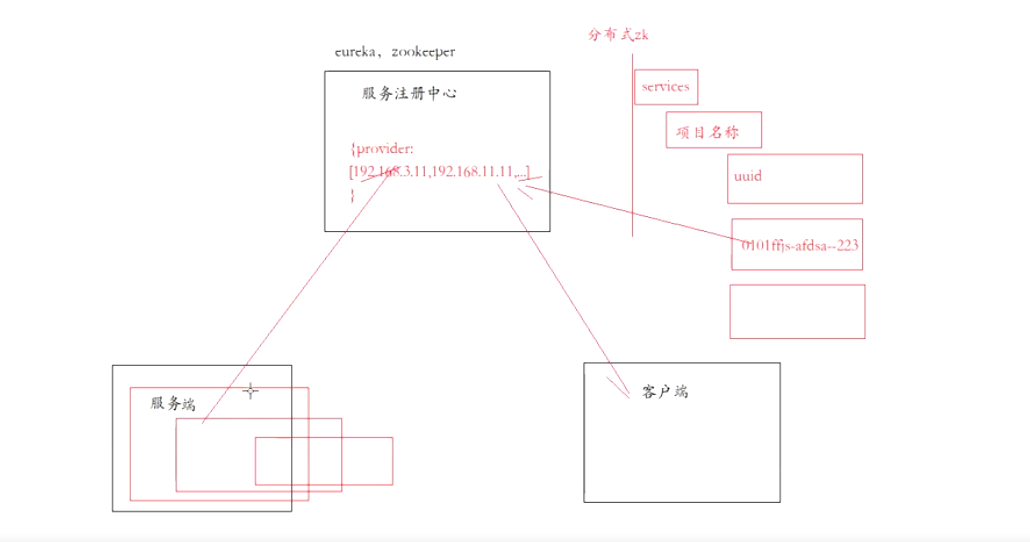 分布式zk
eureka，zookeeper
服务注册中心
services
项目名称
{provider:
[192.168.3.11,192.168.11.11,...]
}
uuid
0101ffjs-afdsa--223
服务端
客户端